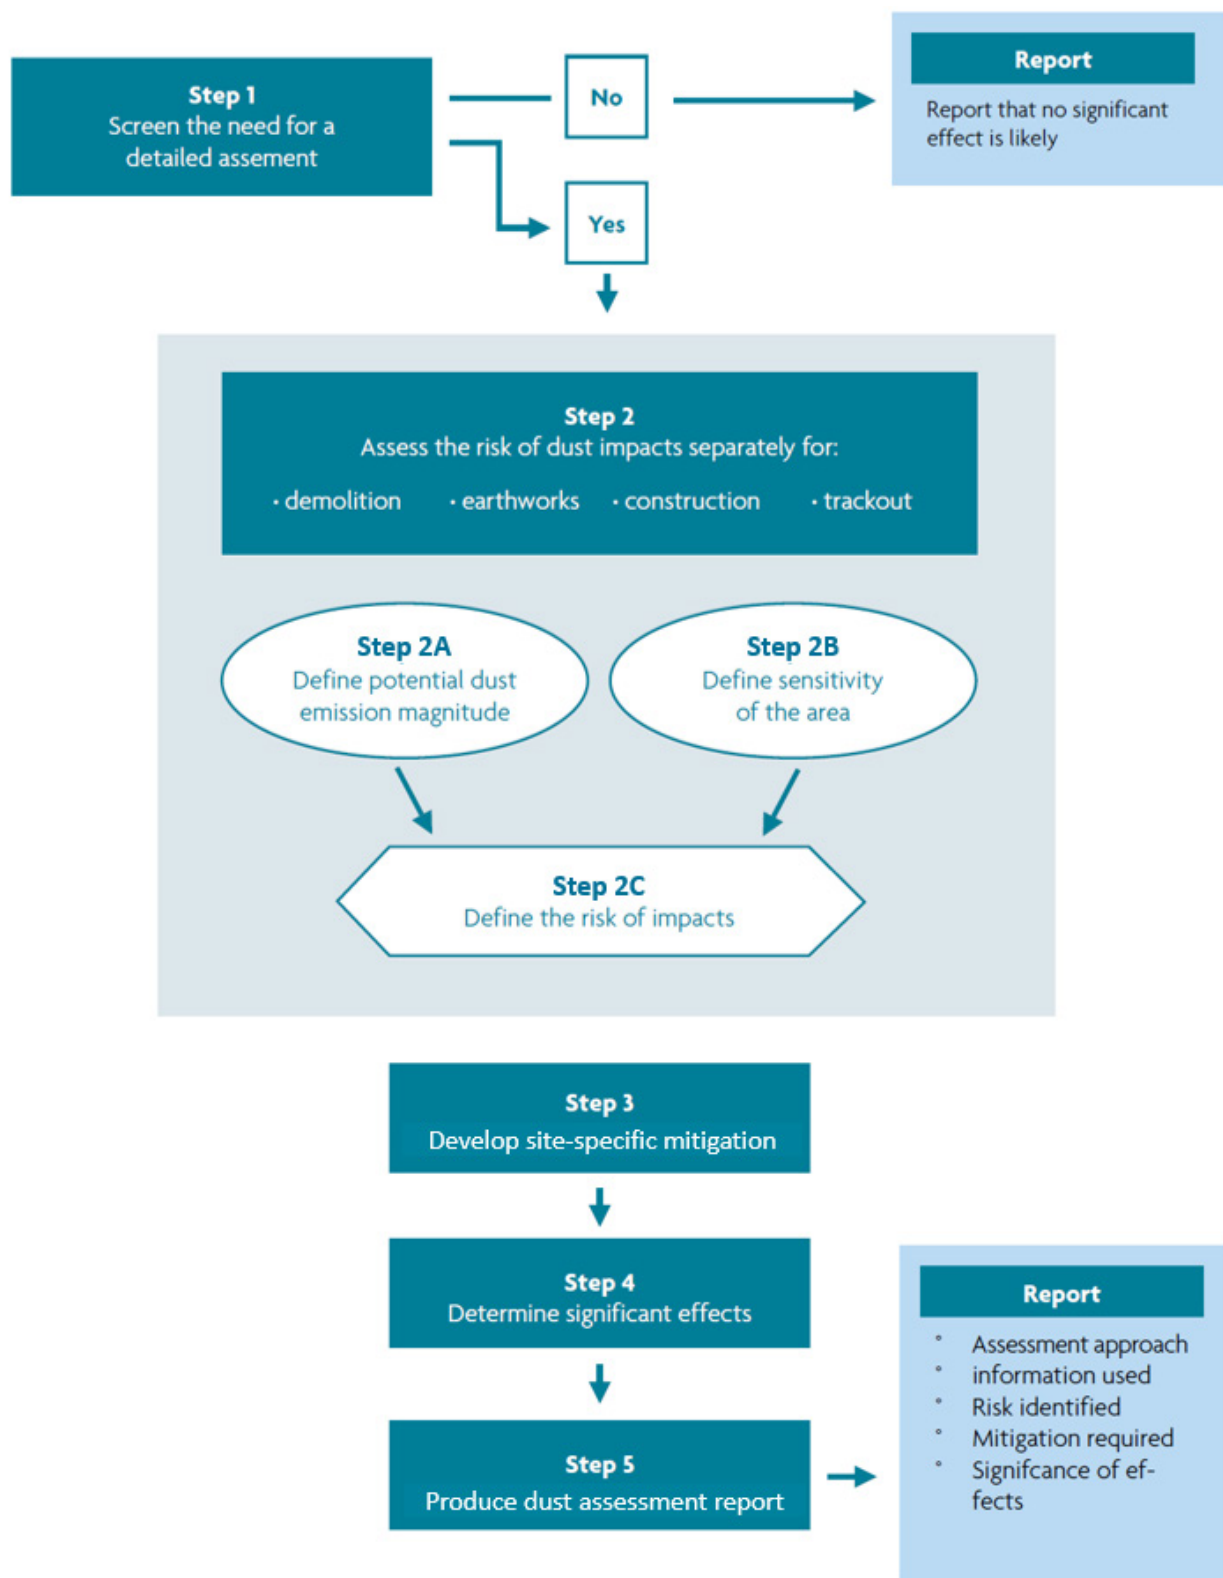 Step 1
Screen the need for a
detailed assement
No
Report
Report that no significant
effect is likely
Yes
Step 2
Assess the risk of dust impacts separately for:
· demolition · earthworks · construction · trackout
Step 2A
Define potential dust
emission magnitude
Step 2B
Define sensitivity
of the area
Step 2C
Define the risk of impacts
Step 3
Develop site-specific mitigation
Step 4
Determine significant effects
Step 5
Produce dust assessment report
Report
° Assessment approach
° information used
° Risk identified
° Mitigation required
° Signifcance of ef-
fects